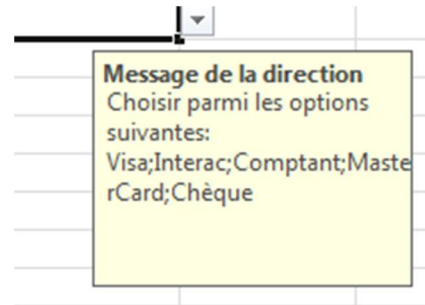 Message de la direction
Choisir parmi les options
suivantes:
Visa;Interac;Comptant;Maste
rCard;Chèque